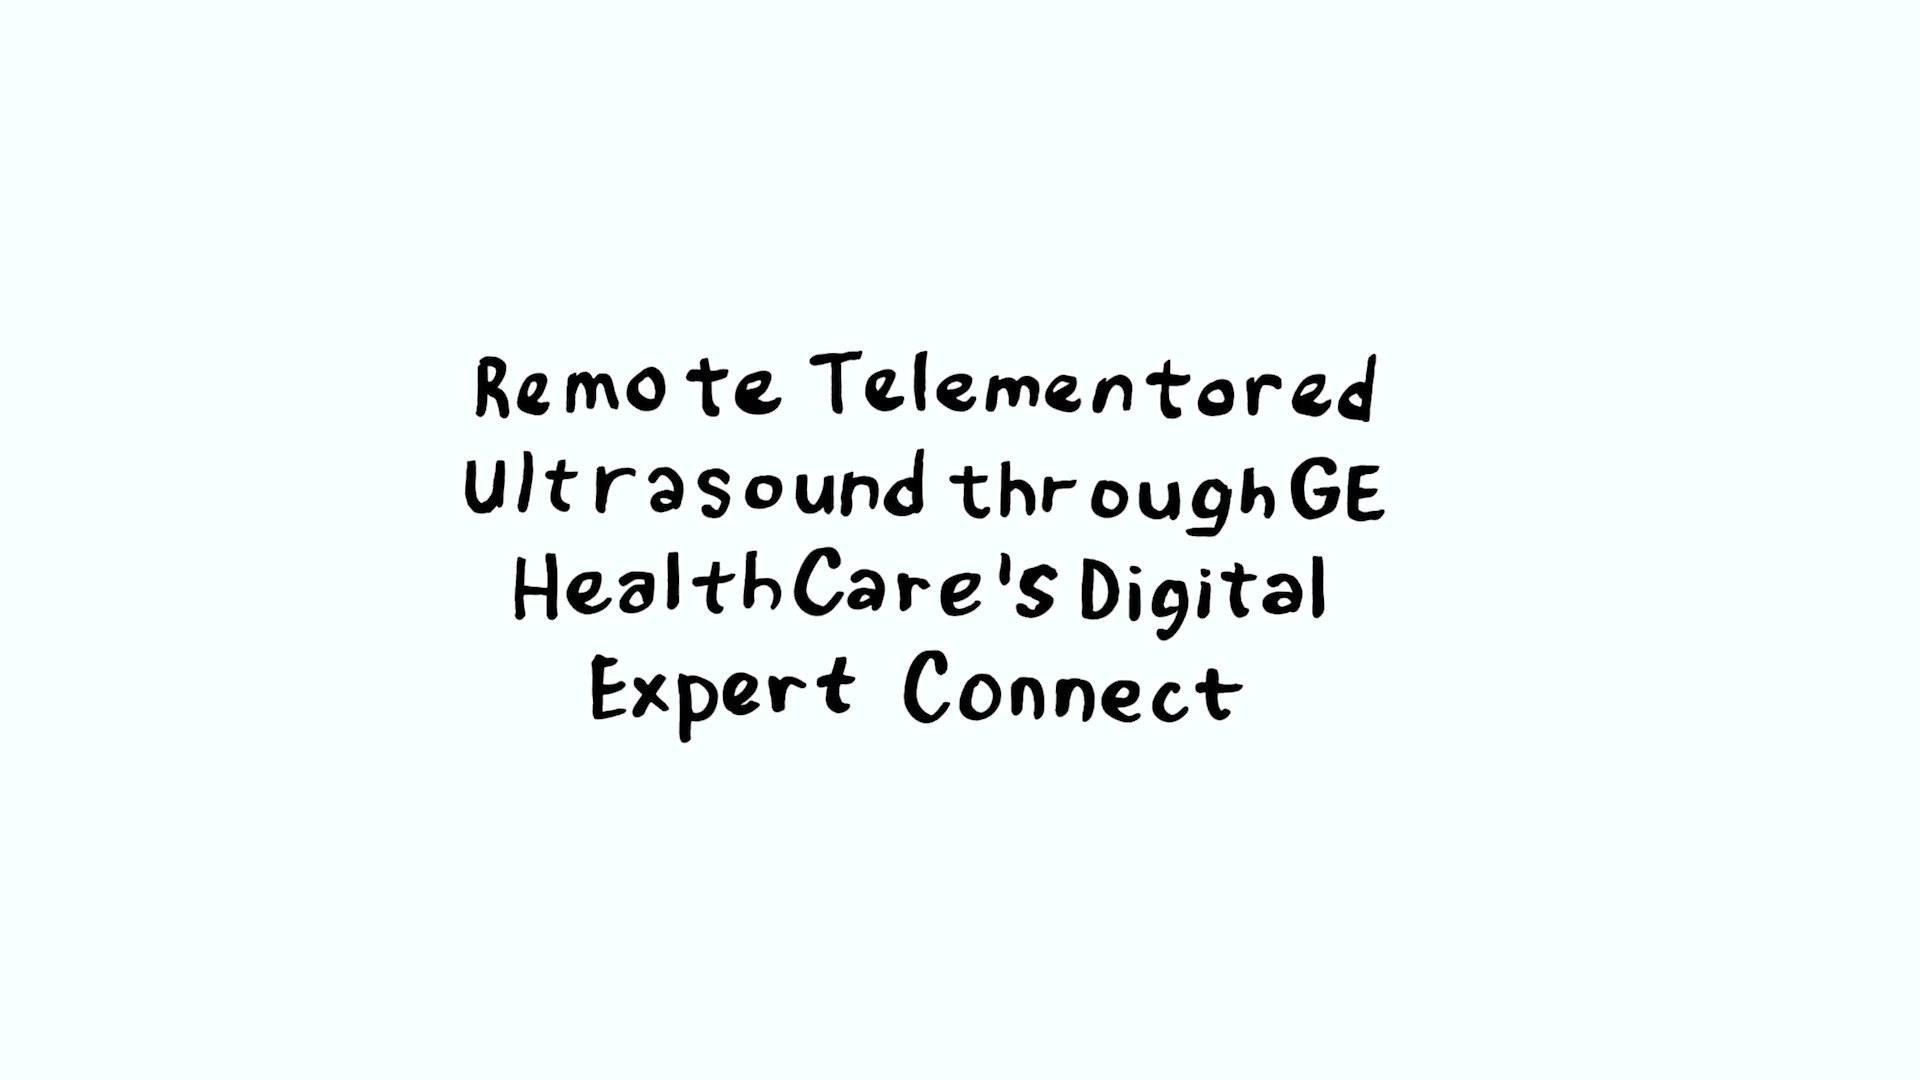 Remote Telementored
Ultrasound through GE
HealthCare's Digital
Expert Connect